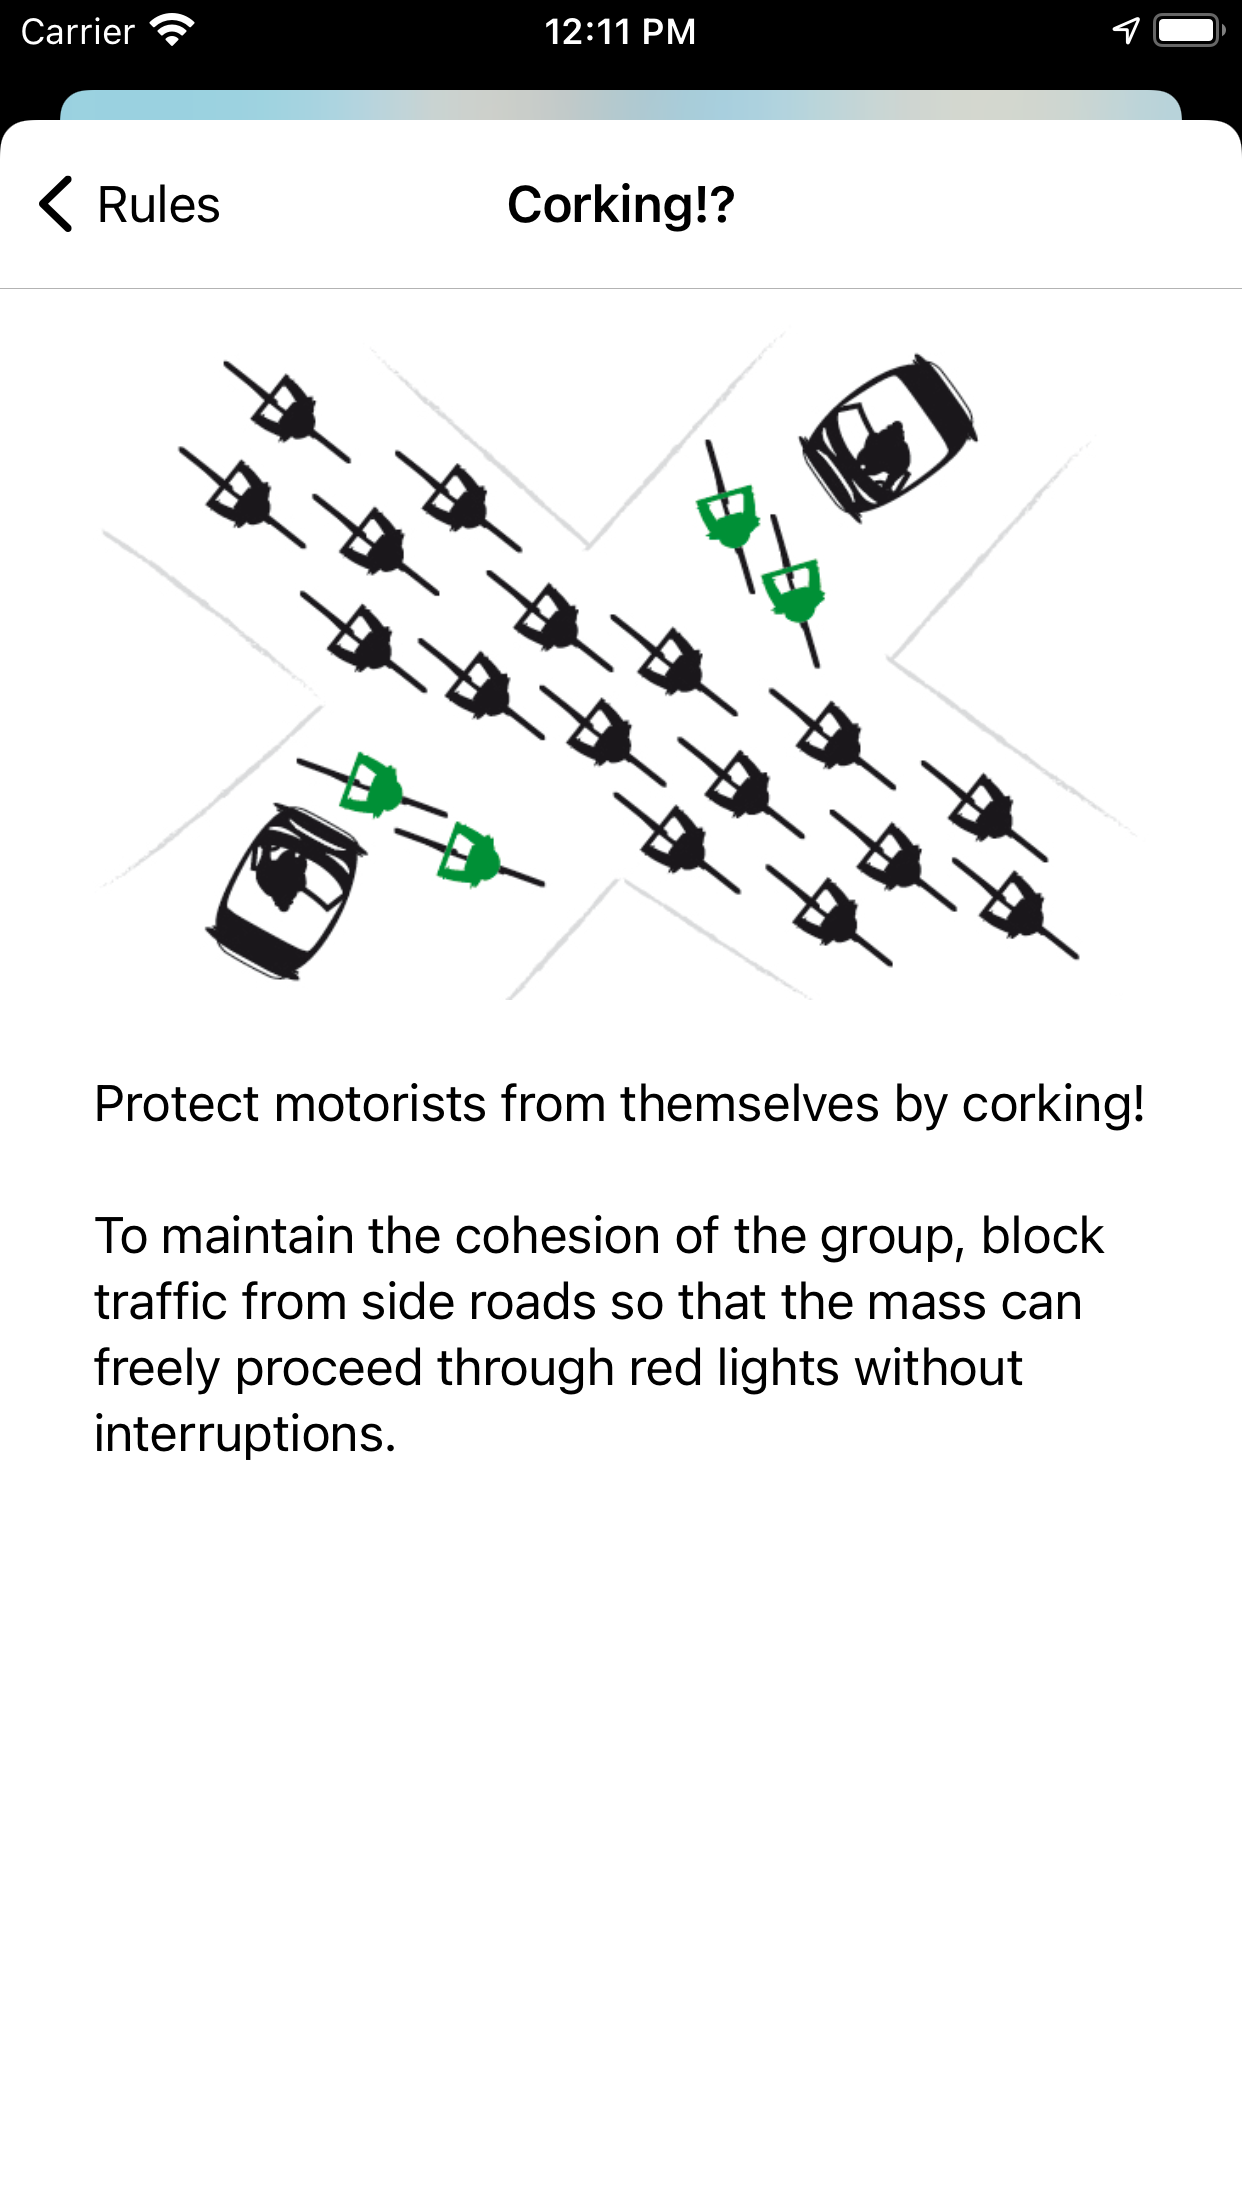 Carrier 12:11 PM
Rules Corking!?
Protect motorists from themselves by corking!
To maintain the cohesion of the group, block
traffic from side roads so that the mass can
freely proceed through red lights without
interruptions.